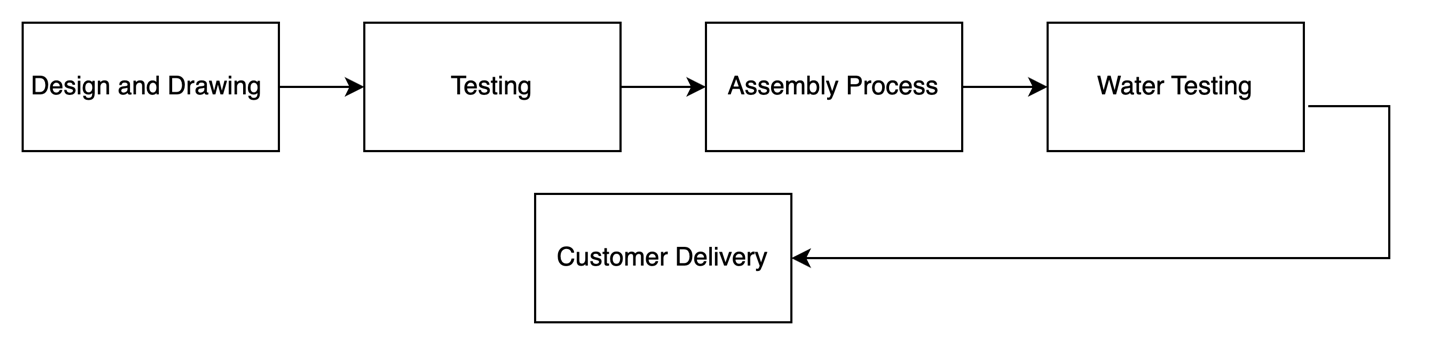 Design and Drawing
Testing
Assembly Process
Water Testing
Customer Delivery